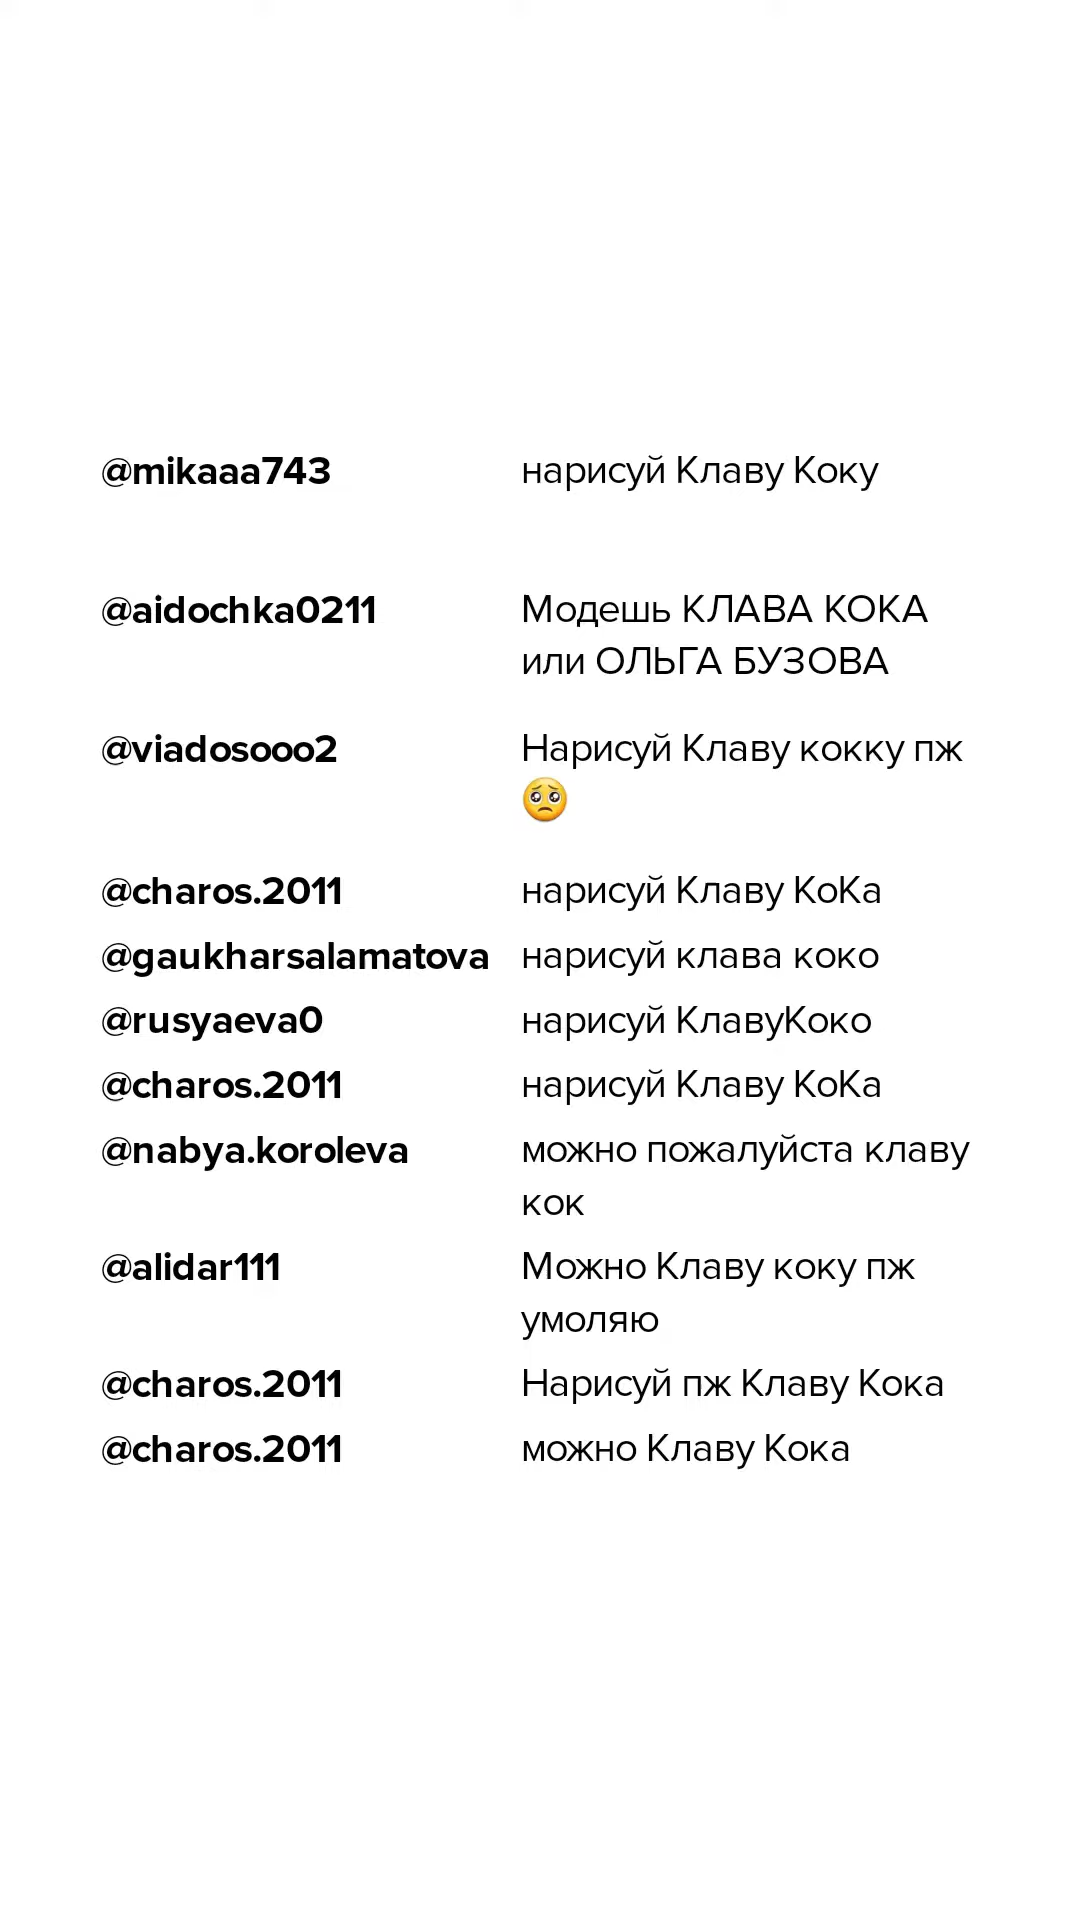 @mikaaa743 нарисуй Клаву Коку
@aidochka0211 Модешь КЛАВА КОКА
или ОЛЬГА БУЗОВА
@viadosooo2 Нарисуй Клаву кокку пж
🥺
@charos.2011 нарисуй Клаву КоКа
@gaukharsalamatova нарисуй клава коко
@rusyaeva0 нарисуй КлавуКоко
@charos.2011 нарисуй Клаву КоКа
@nabya.koroleva можно пожалуйста клаву
кок
@alidar111 Можно Клаву коку пж
умоляю
@charos.2011 Нарисуй пж Клаву Кока
@charos.2011 можно Клаву Кока